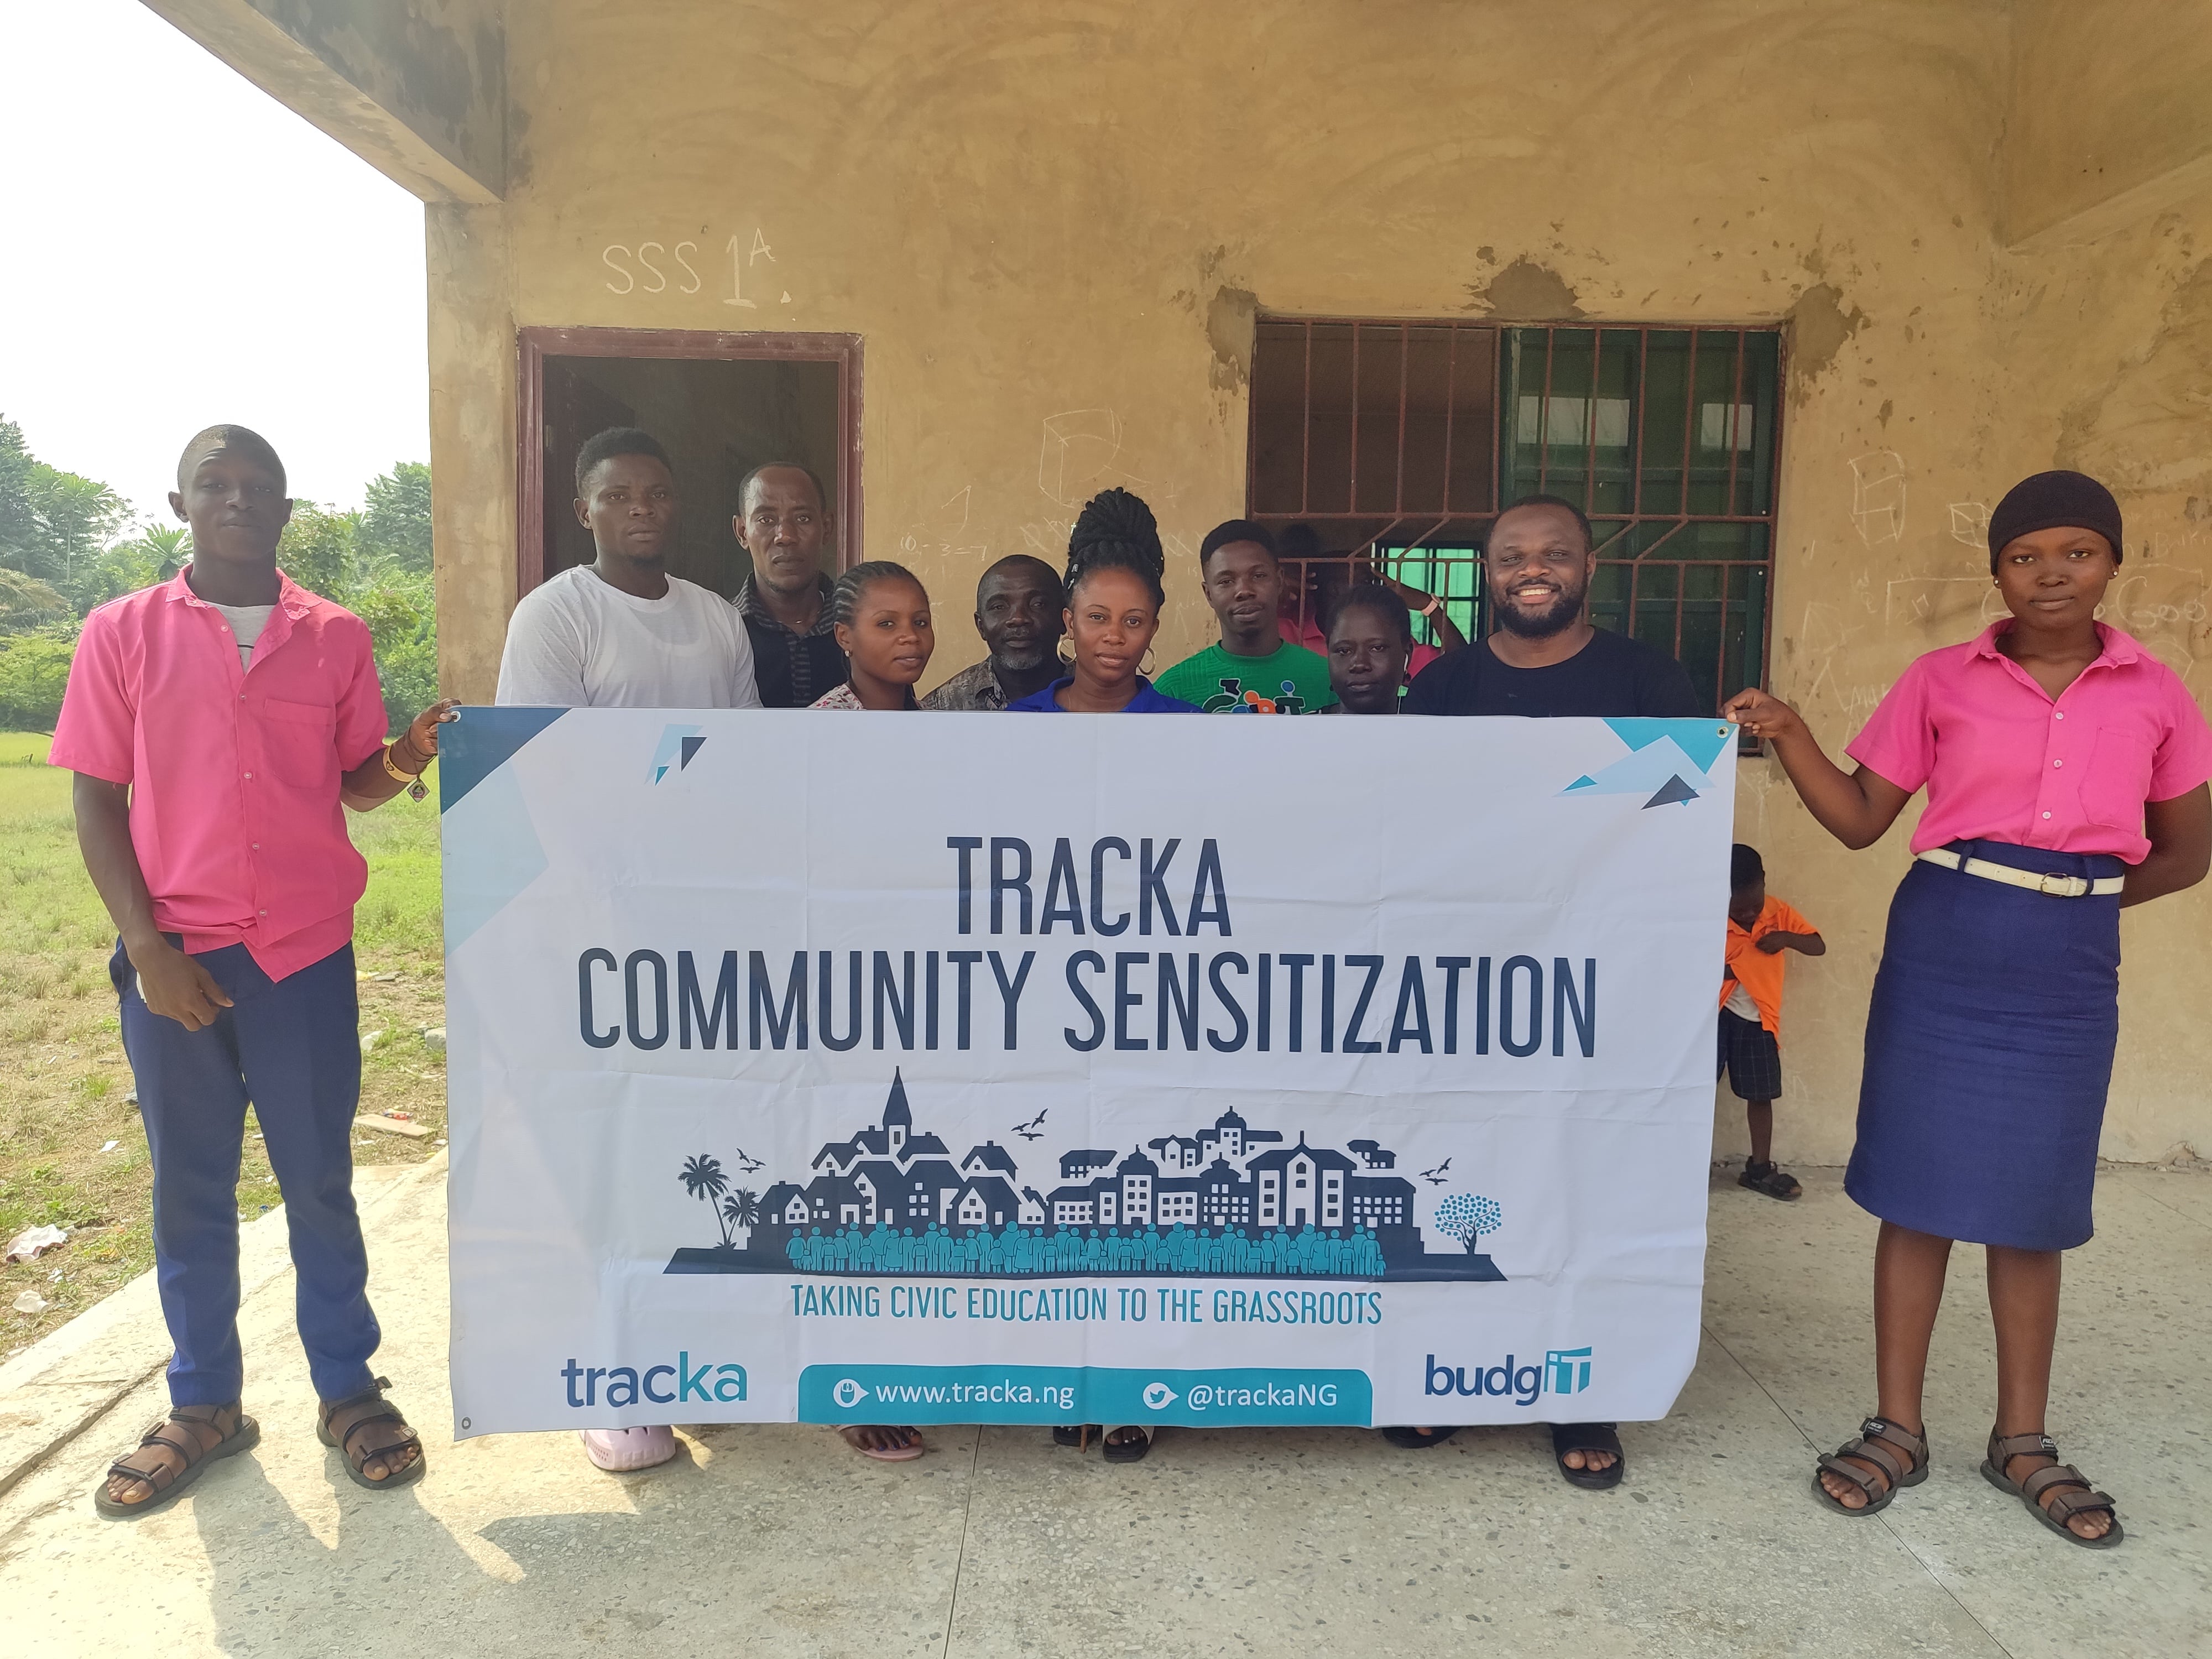 SSS 1A.
TRACKA
COMMUNITY SENSITIZATION
TAKING CIVIC EDUCATION TO THE GRASSROOTS
tracka
www.tracka.ng
@trackaNG
budgiT